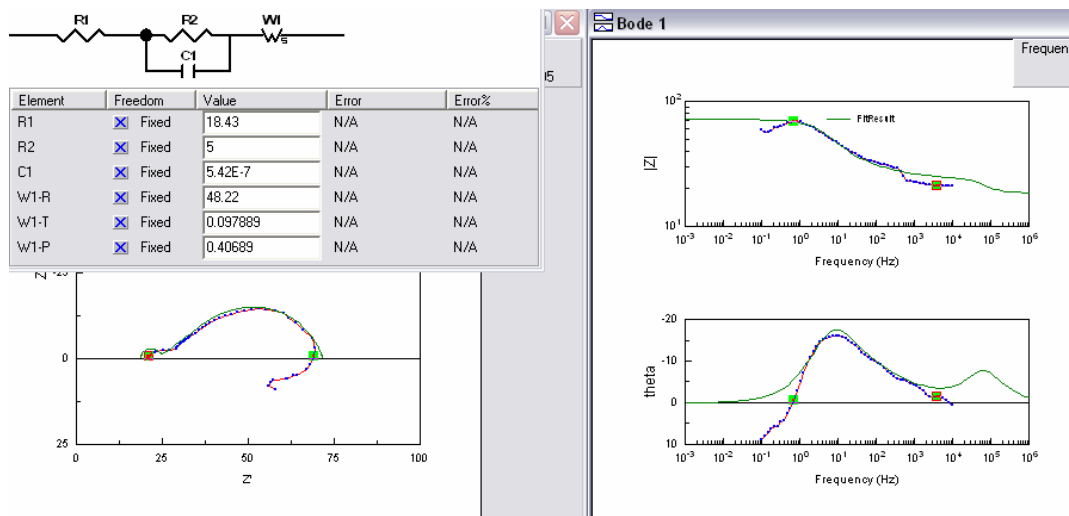 R1 R2 W1
s
C1
Element Freedom Value Error Error%
R1 Fixed 18.43 N/A N/A
R2 Fixed 5 N/A N/A
C1 Fixed 5.42E-7 N/A N/A
W1-R Fixed 48.22 N/A N/A
W1-T Fixed 0.097889 N/A N/A
W1-P Fixed 0.40689 N/A N/A
-25
0
25
0 25 50 75 100
Z'
Bode 1
Frequen
10²
FitResult
|Z|
10¹
10⁻³ 10⁻² 10⁻¹ 10⁰ 10¹ 10² 10³ 10⁴ 10⁵ 10⁶
Frequency (Hz)
-20
-10
theta
0
10
10⁻³ 10⁻² 10⁻¹ 10⁰ 10¹ 10² 10³ 10⁴ 10⁵ 10⁶
Frequency (Hz)